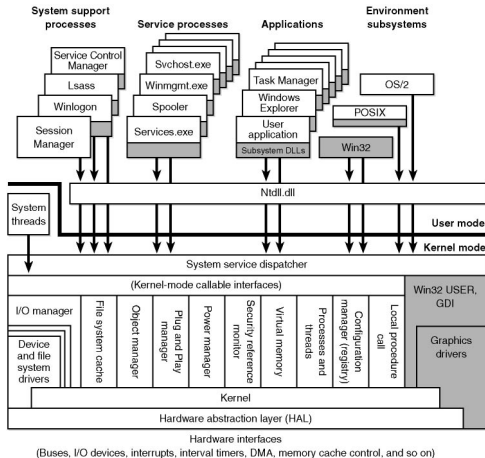 System support
processes
Service processes
Applications
Environment
subsystems
Service Control
Manager
Lsass
Winlogon
Session
Manager
Svchost.exe
Winmgmt.exe
Spooler
Services.exe
Task Manager
Windows
Explorer
User
application
Subsystem DLLs
OS/2
POSIX
Win32
Ntdll.dll
System
threads
User mode
Kernel mode
System service dispatcher
(Kernel-mode callable interfaces)
I/O manager
Device and
file system
drivers
File system cache
Object manager
Plug and Play
manager
Power manager
Security reference
monitor
Virtual memory
Processes and
threads
Configuration
manager (registry)
Local procedure
call
Win32 USER,
GDI
Graphics
drivers
Kernel
Hardware abstraction layer (HAL)
Hardware interfaces
(Buses, I/O devices, interrupts, interval timers, DMA, memory cache control, and so on)